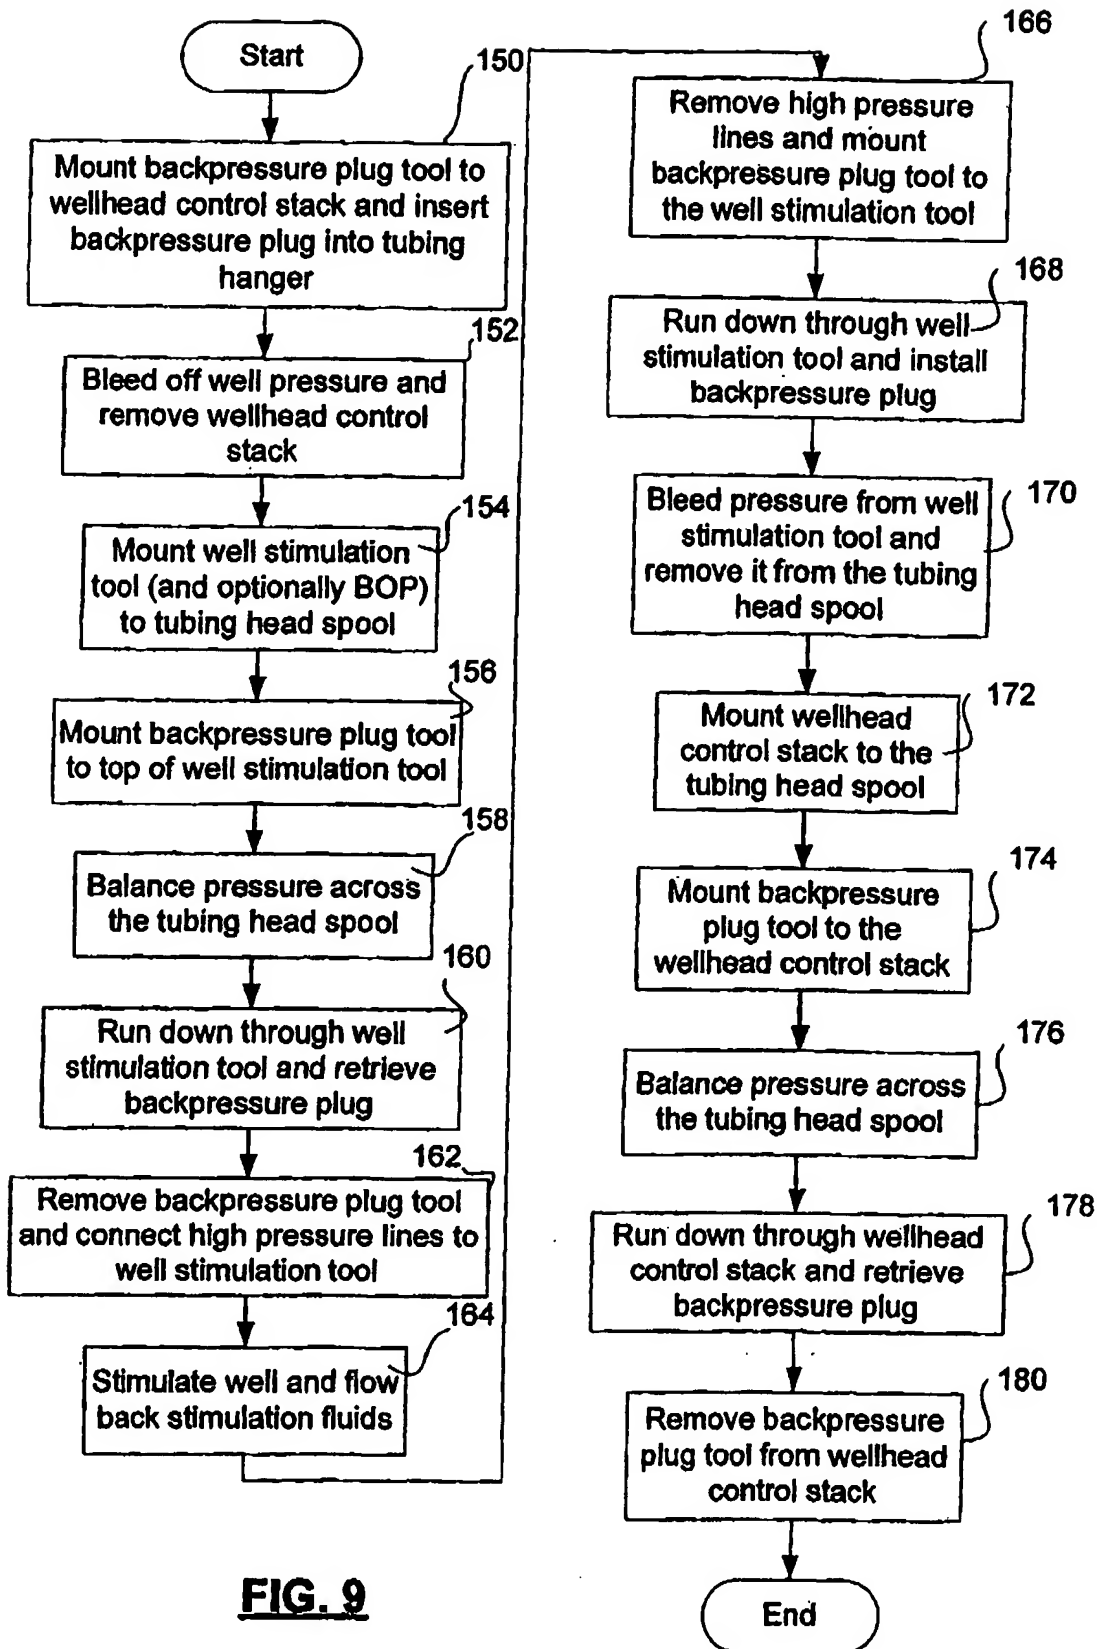 Start
150
Mount backpressure plug tool to
wellhead control stack and insert
backpressure plug into tubing
hanger
152
Bleed off well pressure and
remove wellhead control
stack
154
Mount well stimulation
tool (and optionally BOP)
to tubing head spool
156
Mount backpressure plug tool
to top of well stimulation tool
158
Balance pressure across
the tubing head spool
160
Run down through well
stimulation tool and retrieve
backpressure plug
162
Remove backpressure plug tool
and connect high pressure lines to
well stimulation tool
164
Stimulate well and flow
back stimulation fluids
166
Remove high pressure
lines and mount
backpressure plug tool to
the well stimulation tool
168
Run down through well
stimulation tool and install
backpressure plug
170
Bleed pressure from well
stimulation tool and
remove it from the tubing
head spool
172
Mount wellhead
control stack to the
tubing head spool
174
Mount backpressure
plug tool to the
wellhead control stack
176
Balance pressure across
the tubing head spool
178
Run down through wellhead
control stack and retrieve
backpressure plug
180
Remove backpressure
plug tool from wellhead
control stack
End
FIG. 9